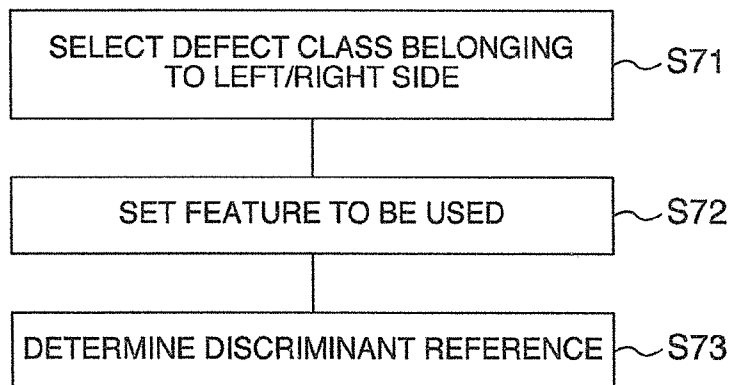 SELECT DEFECT CLASS BELONGING
TO LEFT/RIGHT SIDE
S71
SET FEATURE TO BE USED
S72
DETERMINE DISCRIMINANT REFERENCE
S73